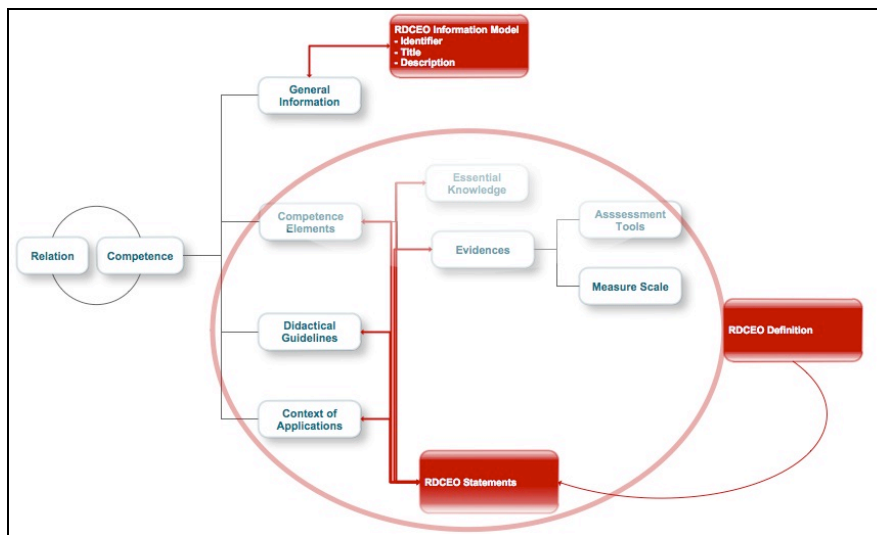 RDCEO Information Model
- Identifier
- Title
- Description
General
Information
Essential
Knowledge
Competence
Elements
Asssessment
Tools
Relation
Competence
Evidences
Measure Scale
Didactical
Guidelines
RDCEO Definition
Context of
Applications
RDCEO Statements